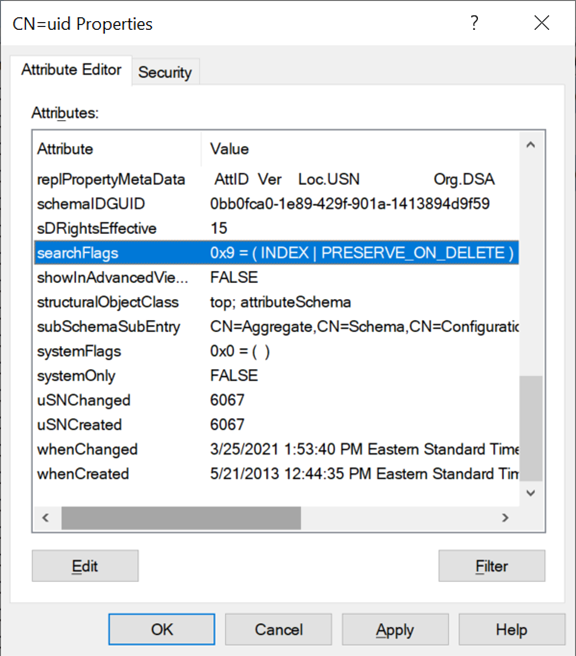 CN=uid Properties
?
Attribute Editor
Security
Attributes:
Attribute Value
replPropertyMetaData AttID Ver Loc.USN Org.DSA
schemaIDGUID 0bb0fca0-1e89-429f-901a-1413894d9f59
sDRightsEffective 15
searchFlags 0x9 = ( INDEX | PRESERVE_ON_DELETE )
showInAdvancedVie... FALSE
structuralObjectClass top; attributeSchema
subSchemaSubEntry CN=Aggregate,CN=Schema,CN=Configuratio
systemFlags 0x0 = ( )
systemOnly FALSE
uSNChanged 6067
uSNCreated 6067
whenChanged 3/25/2021 1:53:40 PM Eastern Standard Time
whenCreated 5/21/2013 12:44:35 PM Eastern Standard Tim
Edit Filter
OK Cancel Apply Help